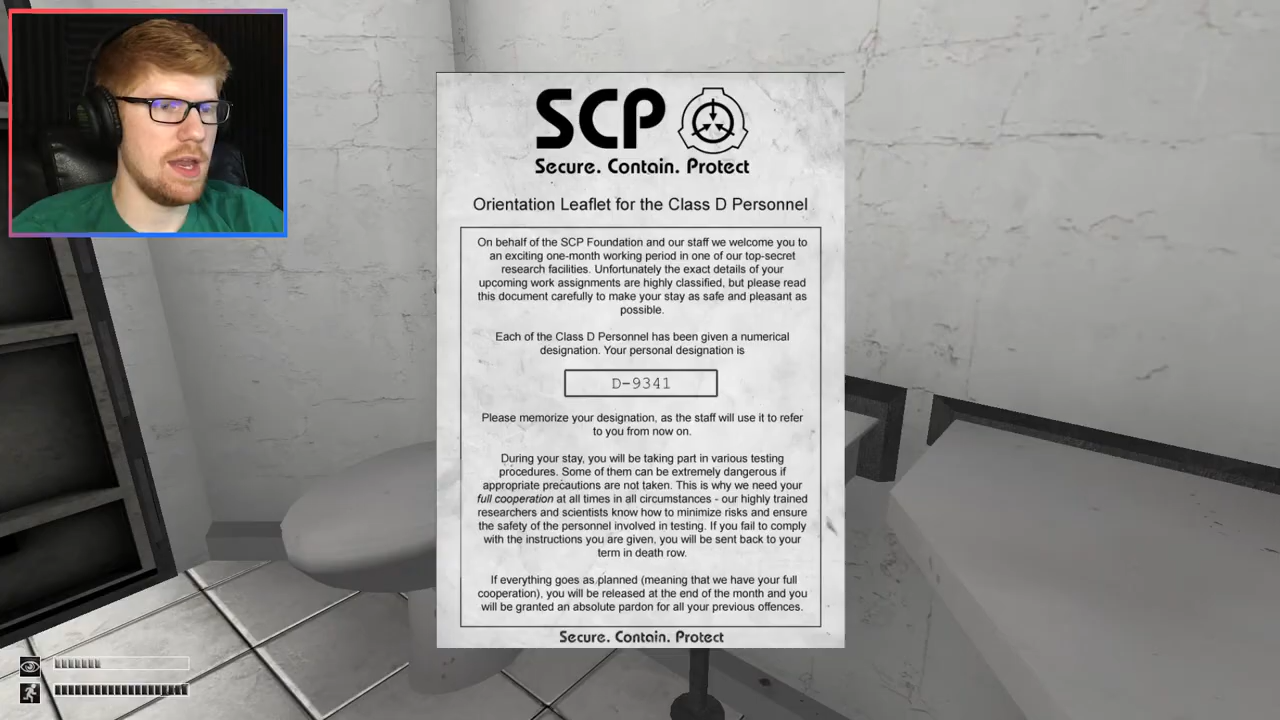 SCP
Secure. Contain. Protect
Orientation Leaflet for the Class D Personnel
On behalf of the SCP Foundation and our staff we welcome you to
an exciting one-month working period in one of our top-secret
research facilities. Unfortunately the exact details of your
upcoming work assignments are highly classified, but please read
this document carefully to make your stay as safe and pleasant as
possible.
Each of the Class D Personnel has been given a numerical
designation. Your personal designation is
D-9341
Please memorize your designation, as the staff will use it to refer
to you from now on.
During your stay, you will be taking part in various testing
procedures. Some of them can be extremely dangerous if
appropriate precautions are not taken. This is why we need your
full cooperation at all times in all circumstances - our highly trained
researchers and scientists know how to minimize risks and ensure
the safety of the personnel involved in testing. If you fail to comply
with the instructions you are given, you will be sent back to your
term in death row.
If everything goes as planned (meaning that we have your full
cooperation), you will be released at the end of the month and you
will be granted an absolute pardon for all your previous offences.
Secure. Contain. Protect